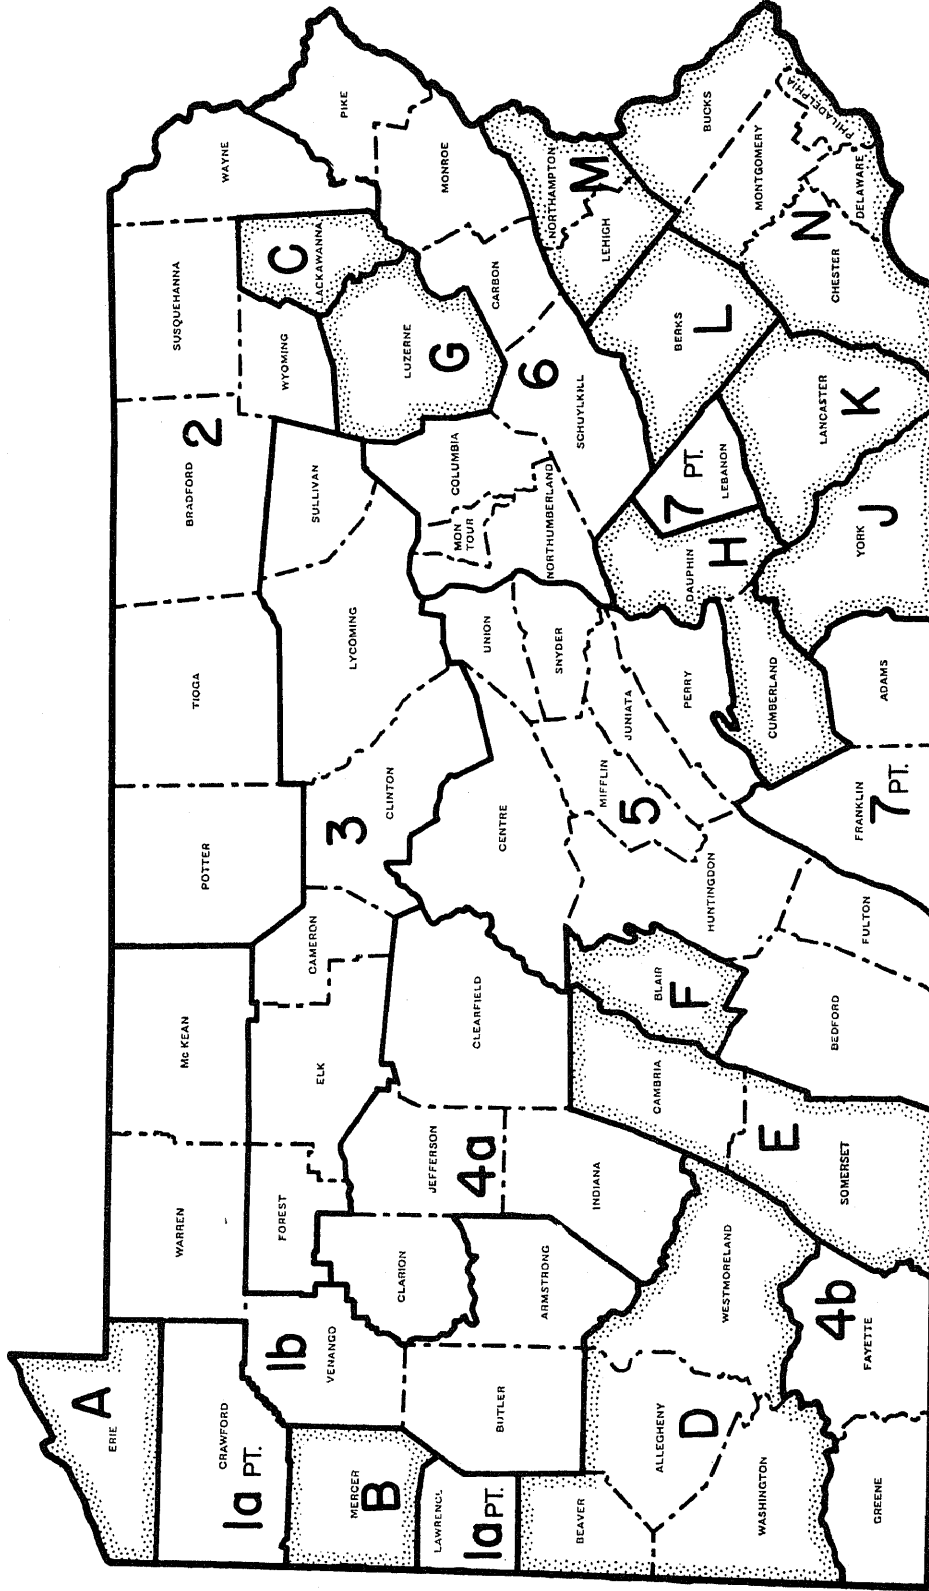 ERIE
A
CRAWFORD
1a PT.
MERCER
B
LAWRENC
1a PT.
BEAVER
ALLEGHENY
D
WASHINGTON
GREENE
WARREN
FOREST
1b
VENANGO
CLARION
BUTLER
ARMSTRONG
WESTMORELAND
4b
FAYETTE
Mc KEAN
ELK
JEFFERSON
4a
INDIANA
CLEARFIELD
CAMBRIA
E
SOMERSET
POTTER
CAMERON
3
CLINTON
CENTRE
BLAIR
F
BEDFORD
HUNTINGDON
FULTON
TIOGA
LYCOMING
UNION
SNYDER
MIFFLIN
5
JUNIATA
PERRY
CUMBERLAND
FRANKLIN
7 PT.
ADAMS
BRADFORD
2
SULLIVAN
COLUMBIA
MON
TOUR
NORTHUMBERLAND
DAUPHIN
H
YORK
J
SUSQUEHANNA
WYOMING
LUZERNE
G
6
SCHUYLKILL
7 PT.
LEBANON
LANCASTER
K
WAYNE
C
LACKAWANNA
CARBON
BERKS
L
PIKE
MONROE
NORTHAMPTON
M
LEHIGH
BUCKS
MONTGOMERY
PHILADELPHIA
N
DELAWARE
CHESTER